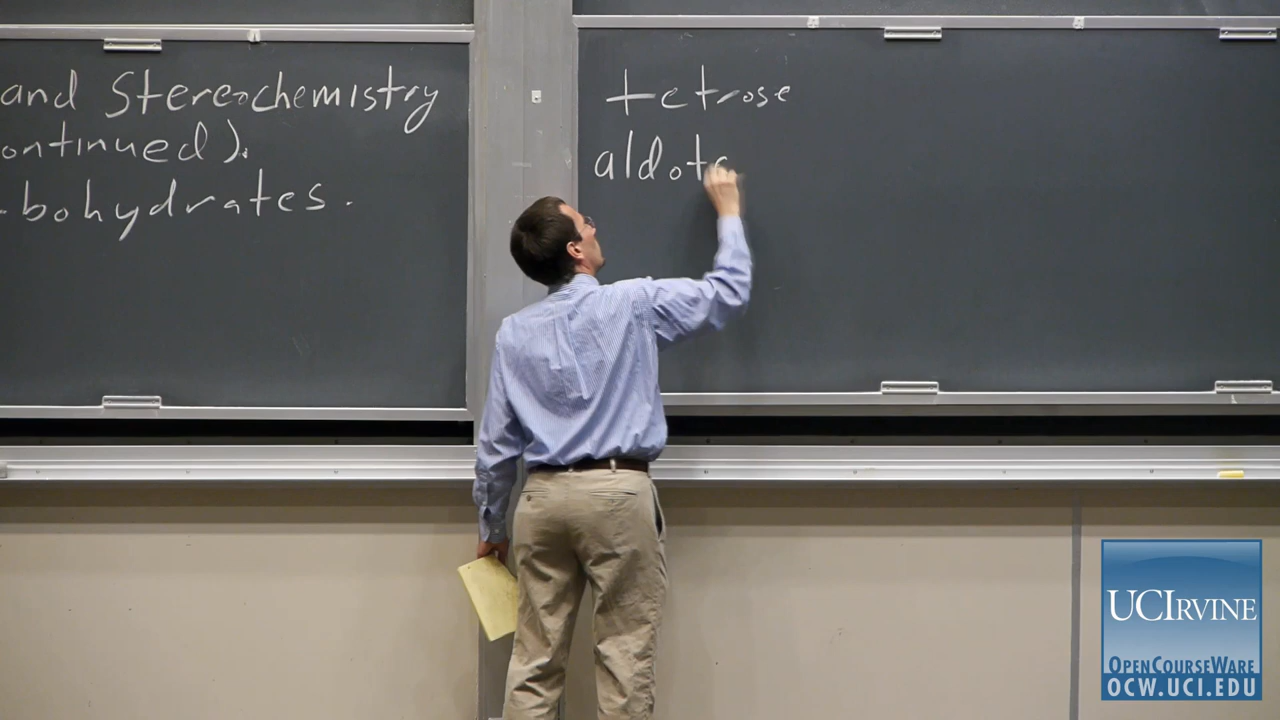 and Stereochemistry
ontinued).
bohydrates.
tetrose
aldote
UCIRVINE
OPENCOURSEWARE
OCW.UCI.EDU